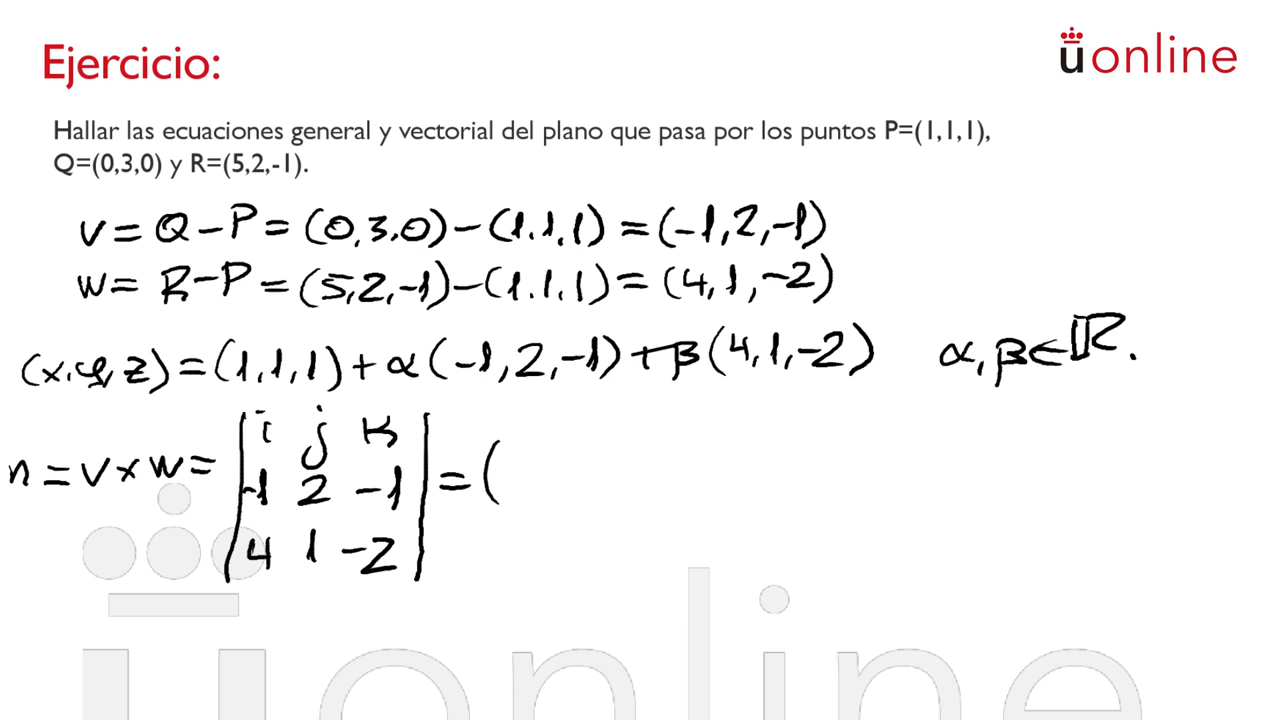 Ejercicio:
ūonline
Hallar las ecuaciones general y vectorial del plano que pasa por los puntos P=(1,1,1),
Q=(0,3,0) y R=(5,2,-1).
v = Q - P = (0,3,0) - (1,1,1) = (-1,2,-1)
w = R - P = (5,2,-1) - (1,1,1) = (4,1,-2)
(x,y,z) = (1,1,1) + α(-1,2,-1) + β(4,1,-2) α,β∈ℝ.
i j k
n = v × w = | -1 2 -1 | = (
4 1 -2
ūonline